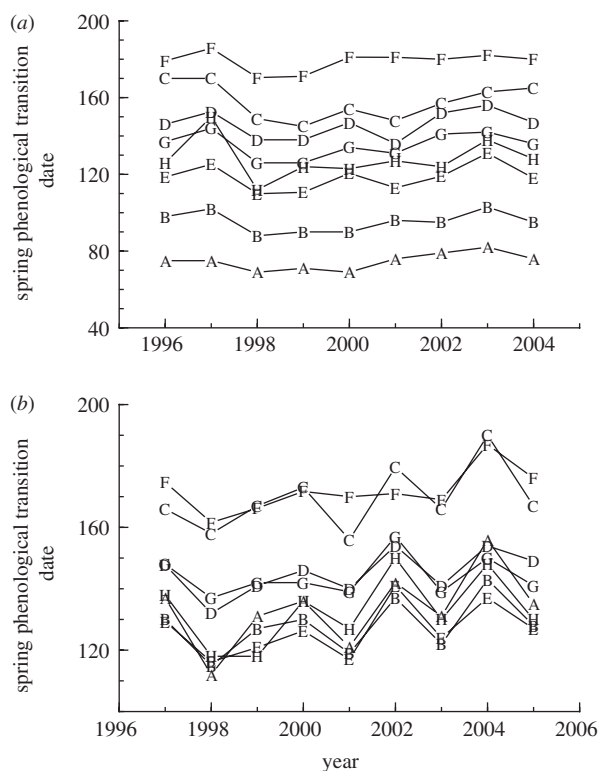 (a)
200
160
120
80
40
spring phenological transition
date
F F F F F F F F F
C C C C C C C C C
D D D D D D D D D
G G G G G G G G G
H H H H H H H H H
E E E E E E E E E
B B B B B B B B B
A A A A A A A A A
1996 1998 2000 2002 2004
(b)
200
160
120
spring phenological transition
date
F F F F F F F F F
C C C C C C C C C
D D D D D D D D D
G G G G G G G G G
1996 1998 2000 2002 2004 2006
year